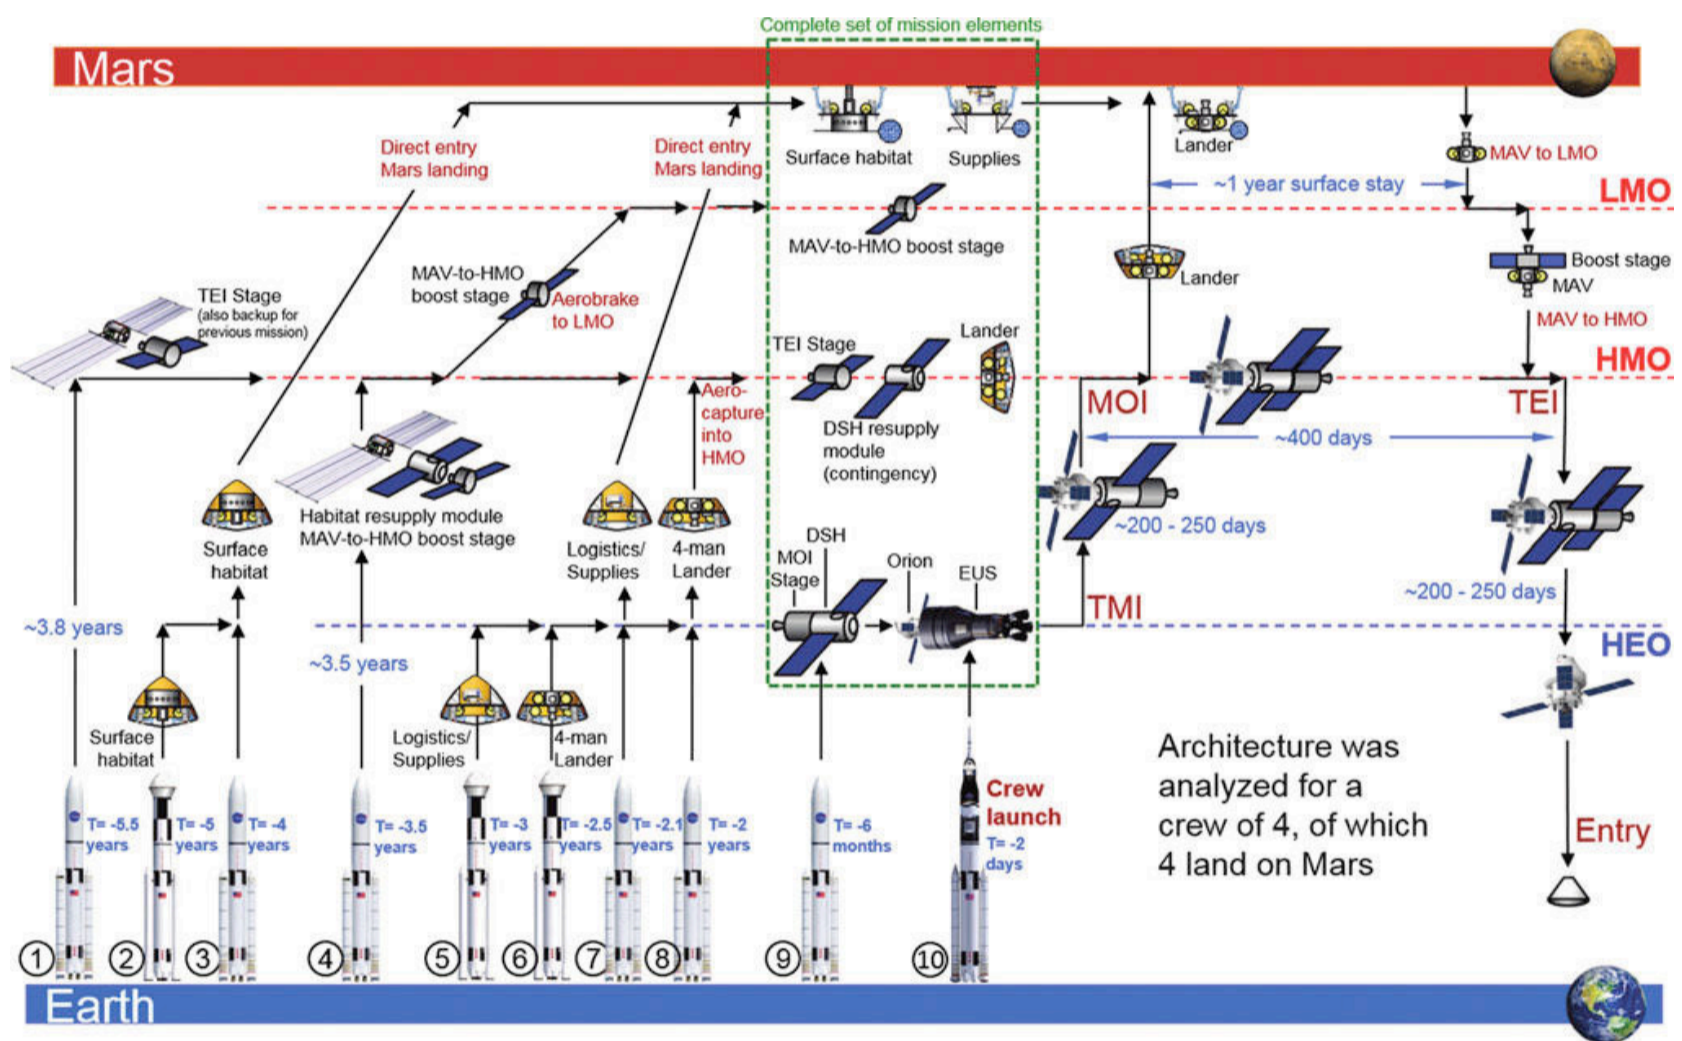 Complete set of mission elements
Mars
Direct entry
Mars landing
Direct entry
Mars landing
Surface habitat
Supplies
Lander
MAV to LMO
~1 year surface stay
LMO
MAV-to-HMO boost stage
TEI Stage
(also backup for
previous mission)
MAV-to-HMO
boost stage
Aerobrake
to LMO
Lander
Boost stage
MAV
MAV to HMO
TEI Stage
Lander
HMO
Aero-
capture
into
HMO
DSH resupply
module
(contingency)
MOI
TEI
~400 days
Habitat resupply module
MAV-to-HMO boost stage
Surface
habitat
Logistics/
Supplies
4-man
Lander
DSH
MOI
Stage
Orion
EUS
~200 - 250 days
~200 - 250 days
TMI
HEO
~3.8 years
~3.5 years
Surface
habitat
Logistics/
Supplies
4-man
Lander
Architecture was
analyzed for a
crew of 4, of which
4 land on Mars
Crew
launch
T= -2
days
Entry
T= -5.5
years
T= -5
years
T= -4
years
T= -3.5
years
T= -3
years
T= -2.5
years
T= -2.1
years
T= -2
years
T= -6
months
1
2
3
4
5
6
7
8
9
10
Earth